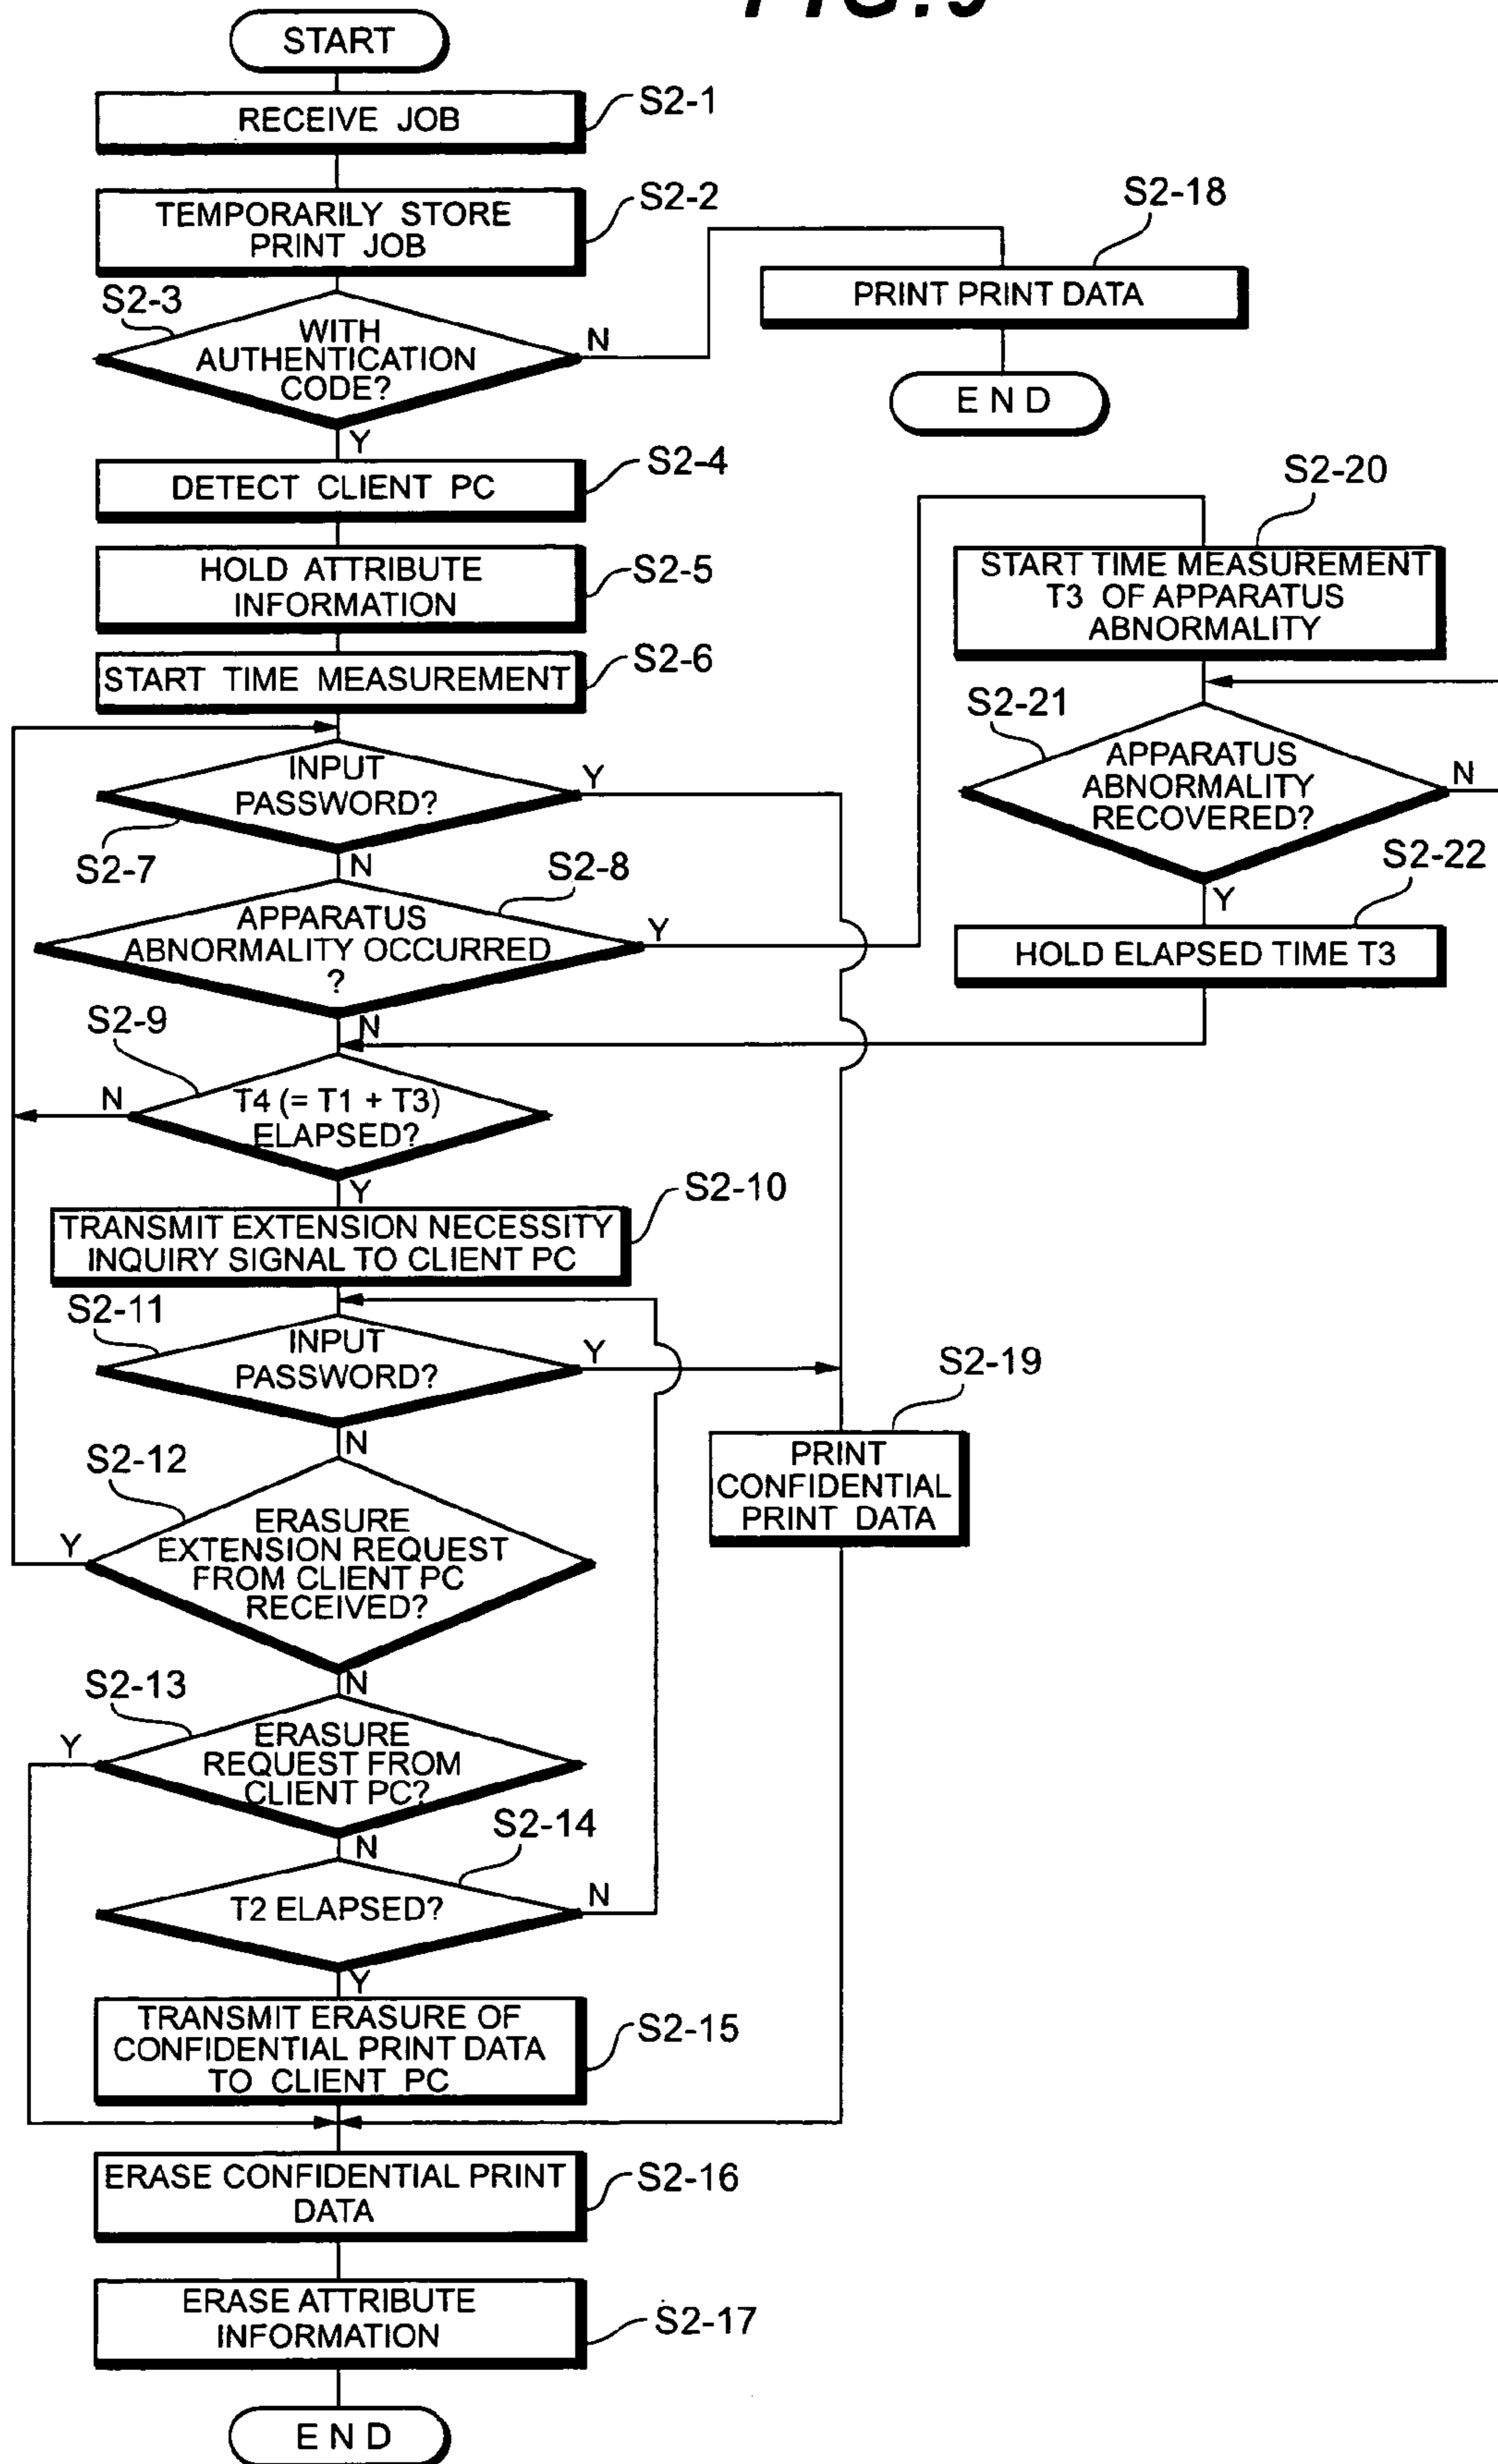 START
RECEIVE JOB
S2-1
TEMPORARILY STORE
PRINT JOB
S2-2
S2-3
WITH
AUTHENTICATION
CODE?
N
Y
S2-18
PRINT PRINT DATA
END
DETECT CLIENT PC
S2-4
HOLD ATTRIBUTE
INFORMATION
S2-5
START TIME MEASUREMENT
S2-6
INPUT
PASSWORD?
Y
S2-7
N
S2-8
APPARATUS
ABNORMALITY OCCURRED
?
Y
N
S2-20
START TIME MEASUREMENT
T3 OF APPARATUS
ABNORMALITY
S2-21
APPARATUS
ABNORMALITY
RECOVERED?
N
Y
S2-22
HOLD ELAPSED TIME T3
S2-9
N
T4 (= T1 + T3)
ELAPSED?
Y
S2-10
TRANSMIT EXTENSION NECESSITY
INQUIRY SIGNAL TO CLIENT PC
S2-11
INPUT
PASSWORD?
Y
N
S2-19
PRINT
CONFIDENTIAL
PRINT DATA
S2-12
Y
ERASURE
EXTENSION REQUEST
FROM CLIENT PC
RECEIVED?
N
S2-13
Y
ERASURE
REQUEST FROM
CLIENT PC?
N
S2-14
T2 ELAPSED?
N
Y
TRANSMIT ERASURE OF
CONFIDENTIAL PRINT DATA
TO CLIENT PC
S2-15
ERASE CONFIDENTIAL PRINT
DATA
S2-16
ERASE ATTRIBUTE
INFORMATION
S2-17
END